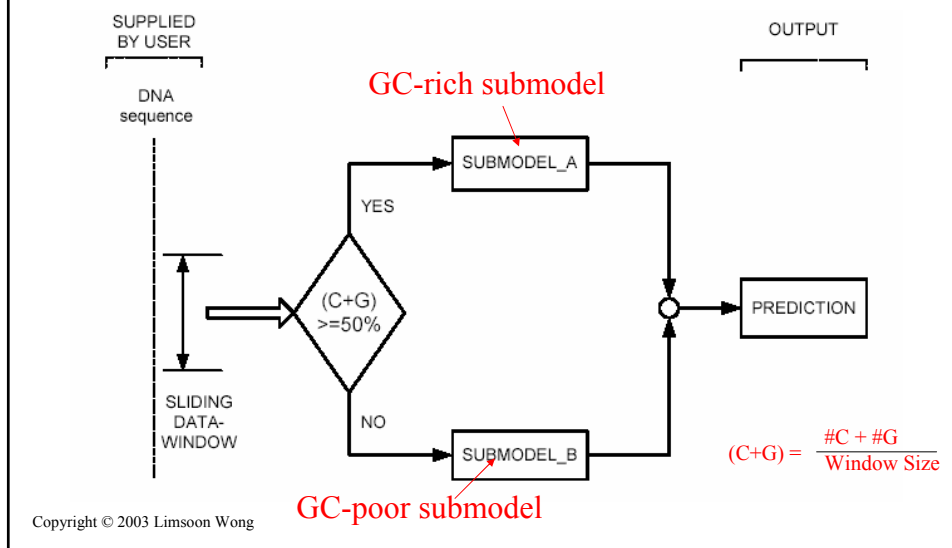 SUPPLIED
BY USER
OUTPUT
DNA
sequence
GC-rich submodel
SUBMODEL_A
YES
(C+G)
>=50%
PREDICTION
SLIDING
DATA-
WINDOW
NO
SUBMODEL_B
(C+G) = #C + #G
Window Size
GC-poor submodel
Copyright © 2003 Limsoon Wong